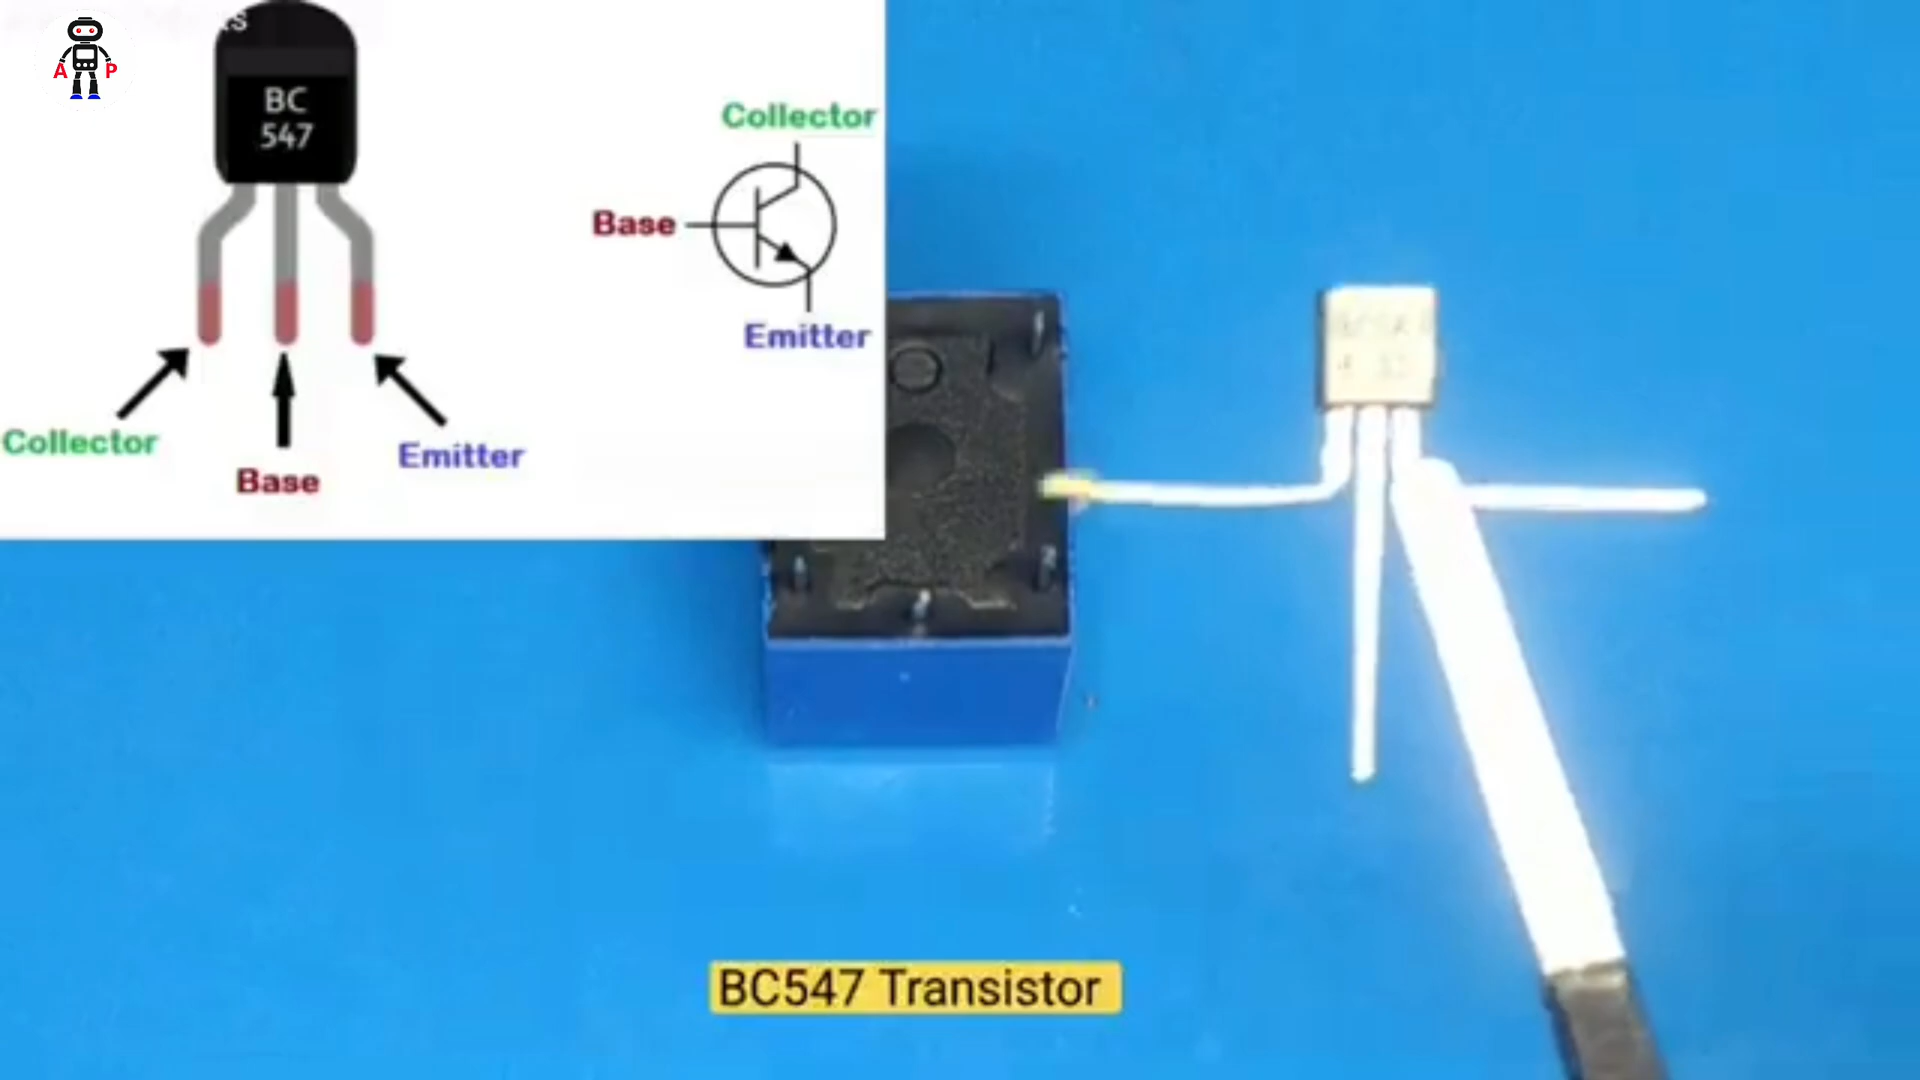 A P
BC
547
Collector
Base
Emitter
Collector
Base
Emitter
BC547 Transistor